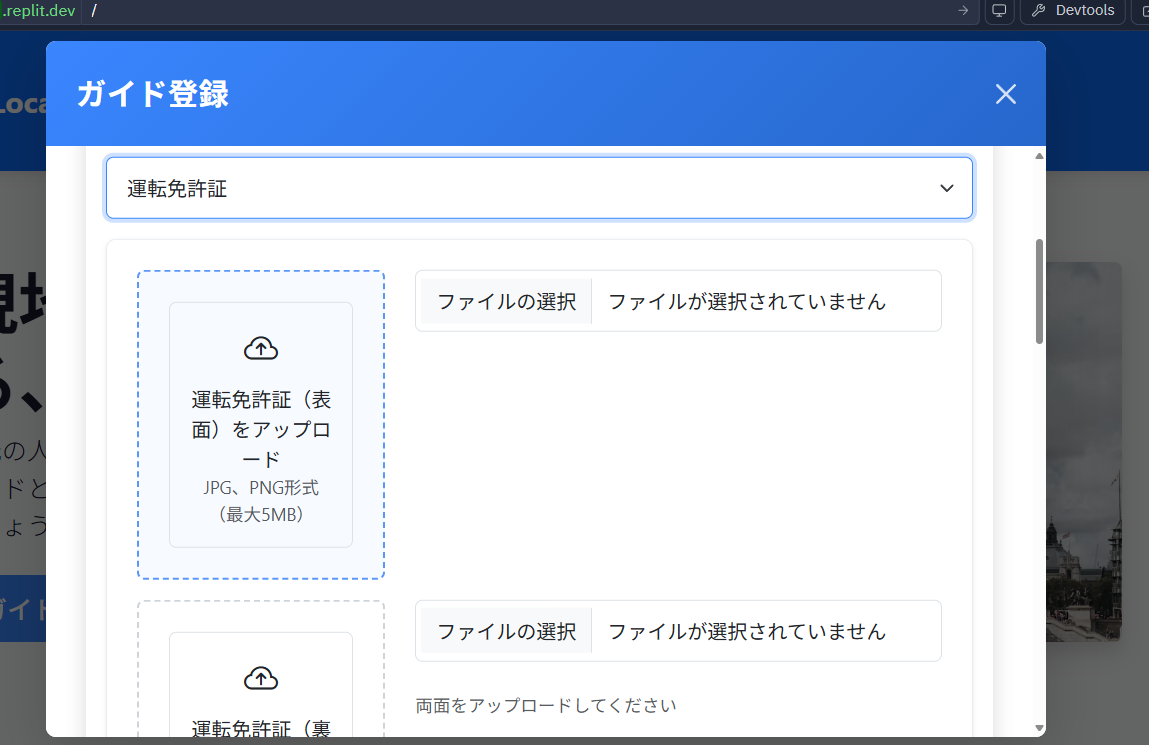 .replit.dev /
Devtools
Loca
ガイド登録
運転免許証
ファイルの選択 ファイルが選択されていません
運転免許証（表
面）をアップロ
ード
JPG、PNG形式
（最大5MB）
ファイルの選択 ファイルが選択されていません
両面をアップロードしてください
運転免許証（裏
の人
ドと
ょう
ガイド